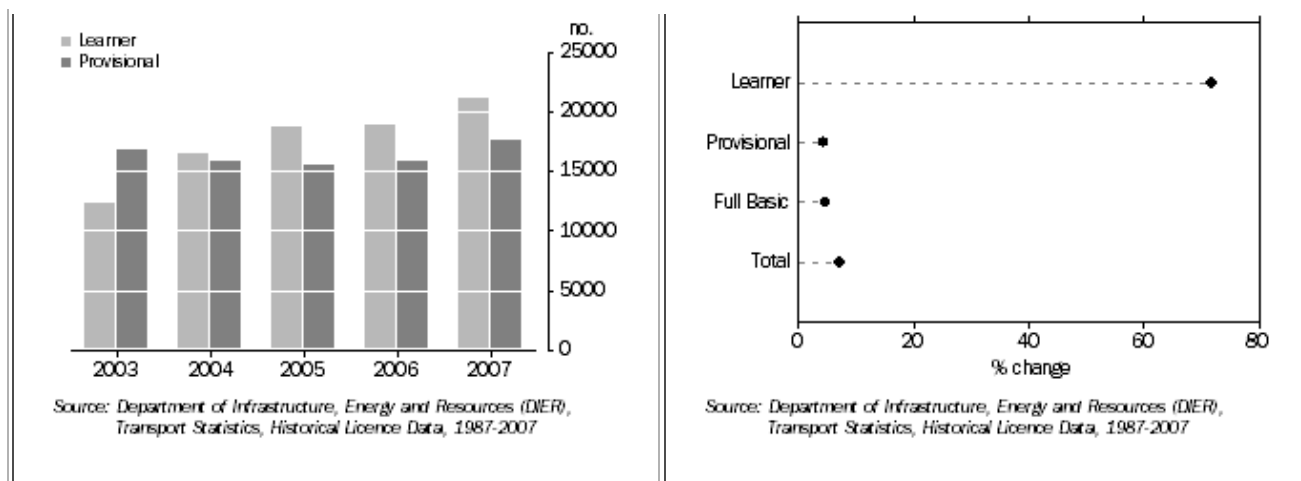 no.
Learner
Provisional
25000
20000
15000
10000
5000
0
2003 2004 2005 2006 2007
Source: Department of Infrastructure, Energy and Resources (DIER),
Transport Statistics, Historical Licence Data, 1987-2007
Learner
Provisional
Full Basic
Total
0 20 40 60 80
% change
Source: Department of Infrastructure, Energy and Resources (DIER),
Transport Statistics, Historical Licence Data, 1987-2007